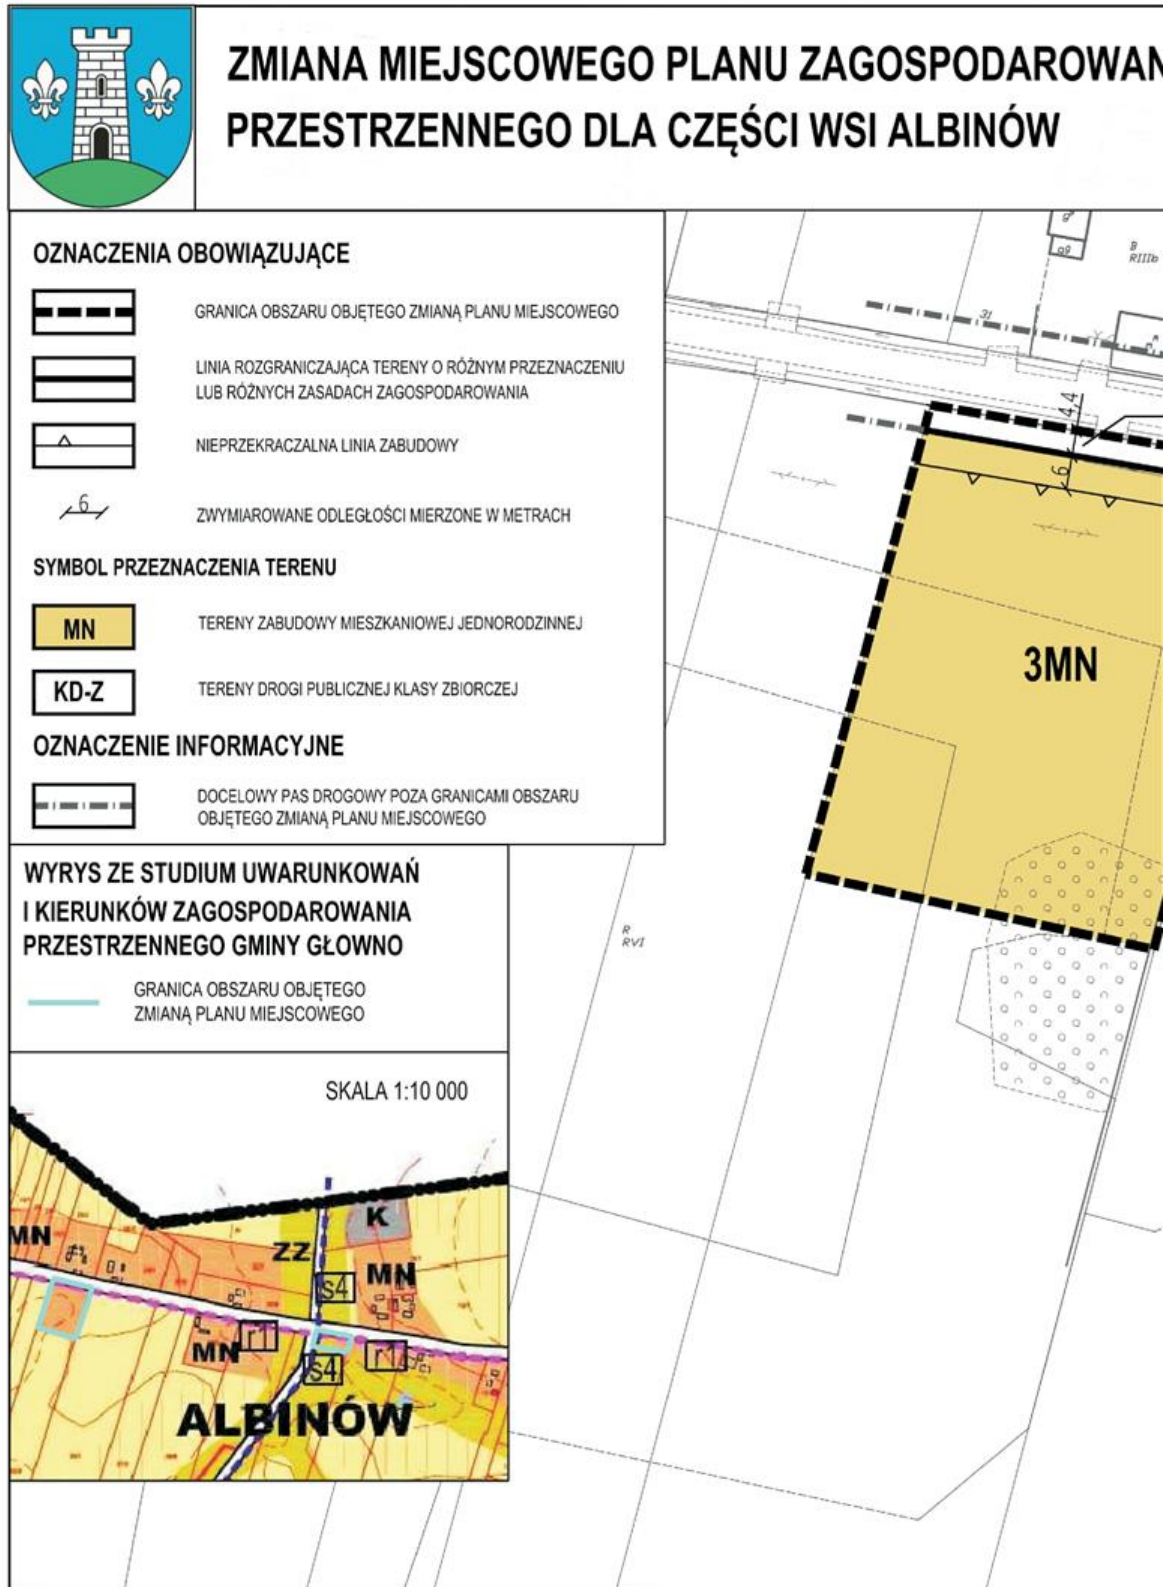 ZMIANA MIEJSCOWEGO PLANU ZAGOSPODAROWAN
PRZESTRZENNEGO DLA CZĘŚCI WSI ALBINÓW
OZNACZENIA OBOWIĄZUJĄCE
GRANICA OBSZARU OBJĘTEGO ZMIANĄ PLANU MIEJSCOWEGO
LINIA ROZGRANICZAJĄCA TERENY O RÓŻNYM PRZEZNACZENIU
LUB RÓŻNYCH ZASADACH ZAGOSPODAROWANIA
NIEPRZEKRACZALNA LINIA ZABUDOWY
6
ZWYMIAROWANE ODLEGŁOŚCI MIERZONE W METRACH
SYMBOL PRZEZNACZENIA TERENU
MN
TERENY ZABUDOWY MIESZKANIOWEJ JEDNORODZINNEJ
KD-Z
TERENY DROGI PUBLICZNEJ KLASY ZBIORCZEJ
OZNACZENIE INFORMACYJNE
DOCELOWY PAS DROGOWY POZA GRANICAMI OBSZARU
OBJĘTEGO ZMIANĄ PLANU MIEJSCOWEGO
WYRYS ZE STUDIUM UWARUNKOWAŃ
I KIERUNKÓW ZAGOSPODAROWANIA
PRZESTRZENNEGO GMINY GŁOWNO
GRANICA OBSZARU OBJĘTEGO
ZMIANĄ PLANU MIEJSCOWEGO
SKALA 1:10 000
K
MN
ZZ
MN
s4
r1
MN
s4
r1
ALBINÓW
g
a9
B
RIIIb
31
4,4
6
3MN
R
RVI